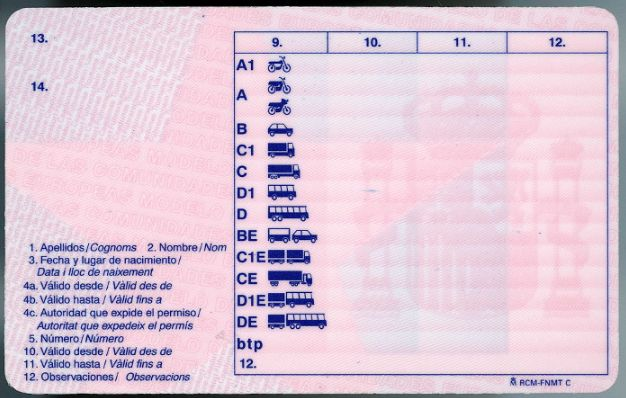 13.
14.
9. 10. 11. 12.
A1
A
B
C1
C
D1
D
BE
C1E
CE
D1E
DE
btp
12.
1. Apellidos/Cognoms 2. Nombre/Nom
3. Fecha y lugar de nacimiento/
Data i lloc de naixement
4a. Válido desde / Vàlid des de
4b. Válido hasta / Vàlid fins a
4c. Autoridad que expide el permiso/
Autoritat que expedeix el permís
5. Número/Número
10. Válido desde / Vàlid des de
11. Válido hasta / Vàlid fins a
12. Observaciones/ Observacions
RCM-FNMT C